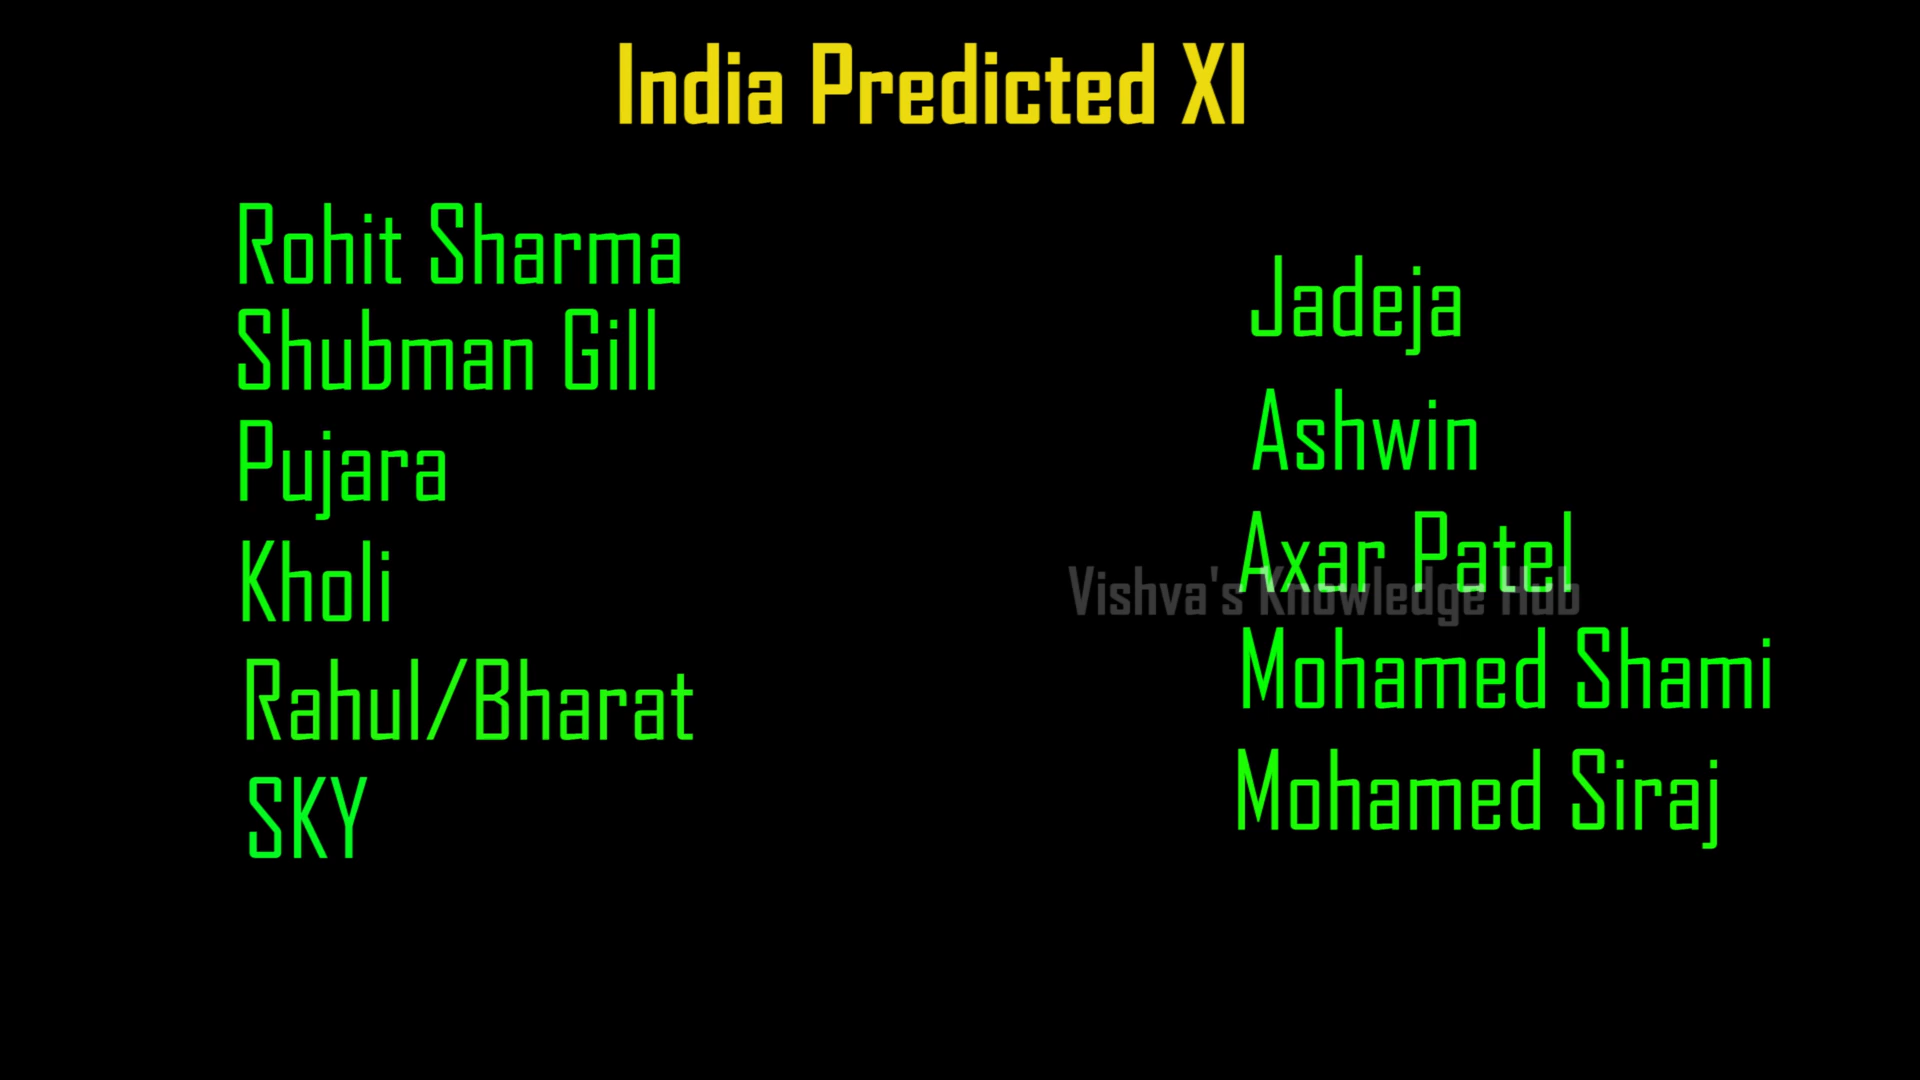 India Predicted XI
Rohit Sharma
Shubman Gill
Pujara
Kholi
Rahul/Bharat
SKY
Jadeja
Ashwin
Axar Patel
Vishva's Knowledge Hub
Mohamed Shami
Mohamed Siraj